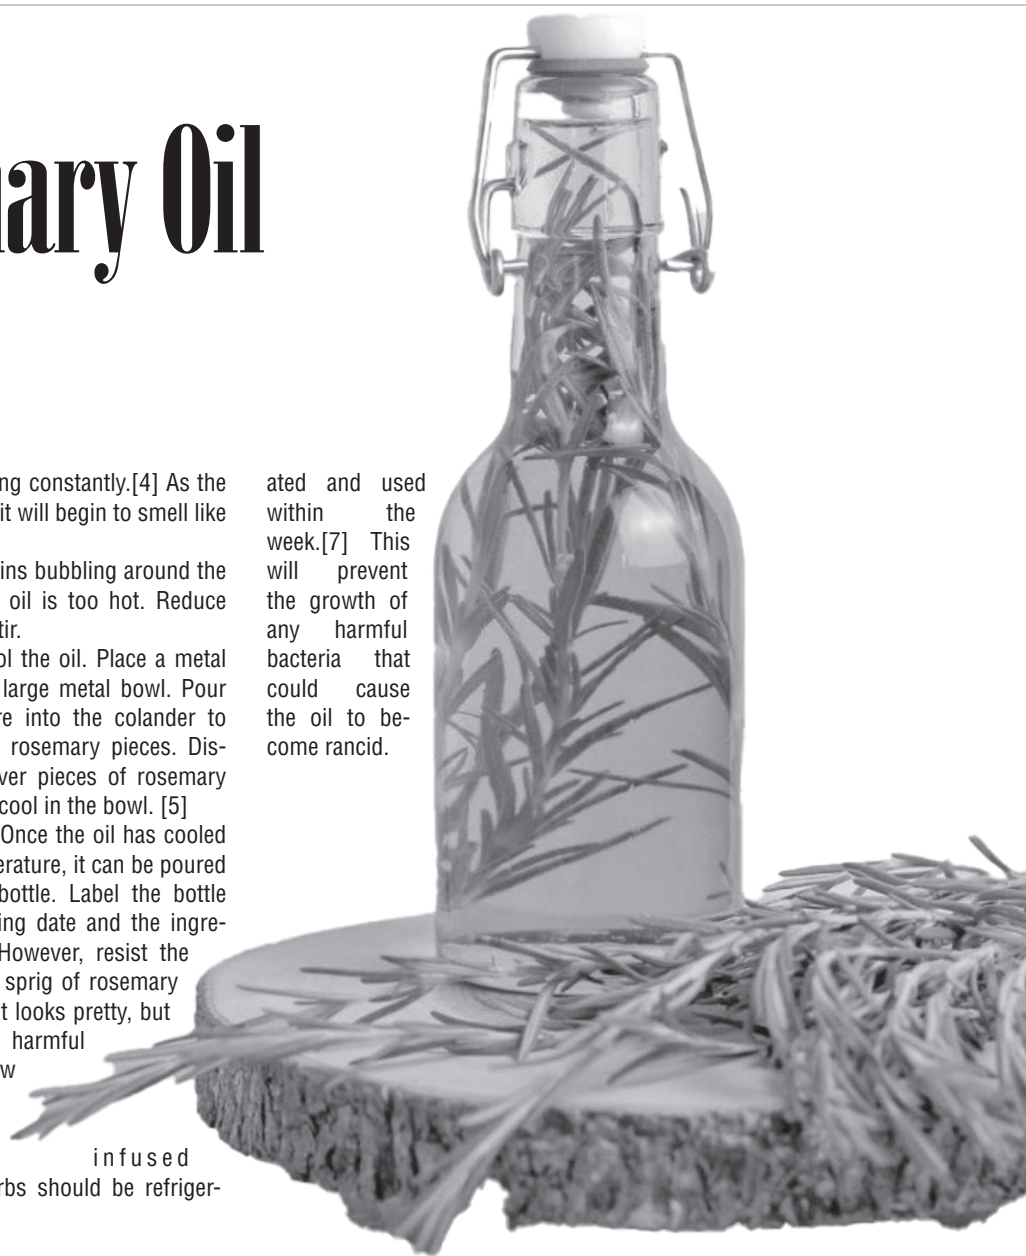 ary Oil
ng constantly.[4] As the
it will begin to smell like
ins bubbling around the
oil is too hot. Reduce
tir.
ol the oil. Place a metal
large metal bowl. Pour
re into the colander to
rosemary pieces. Dis-
ver pieces of rosemary
cool in the bowl. [5]
Once the oil has cooled
erature, it can be poured
bottle. Label the bottle
ing date and the ingre-
However, resist the
sprig of rosemary
t looks pretty, but
harmful
w
infused
rbs should be refriger-
ated and used
within the
week.[7] This
will prevent
the growth of
any harmful
bacteria that
could cause
the oil to be-
come rancid.